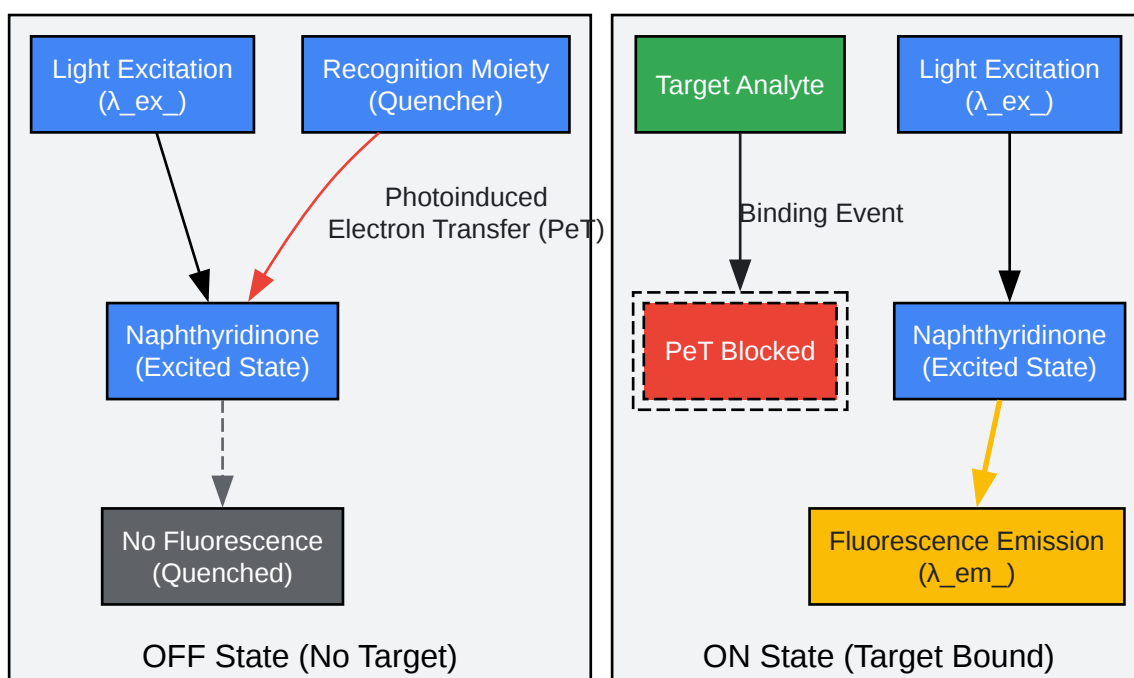 Light Excitation
(λ_ex_)
Recognition Moiety
(Quencher)
Photoinduced
Electron Transfer (PeT)
Naphthyridinone
(Excited State)
No Fluorescence
(Quenched)
OFF State (No Target)
Target Analyte
Light Excitation
(λ_ex_)
Binding Event
PeT Blocked
Naphthyridinone
(Excited State)
Fluorescence Emission
(λ_em_)
ON State (Target Bound)